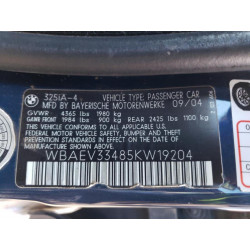 325iA-4 VEHICLE TYPE: PASSENGER CAR
MFD. BY BAYERISCHE MOTORENWERKE 09/04
GVWR 4365 lbs 1980 kg
GAWR FRONT 1984 lbs 900 kg REAR 2425 lbs 1100 kg
THIS VEHICLE CONFORMS TO ALL APPLICABLE
U.S. FEDERAL MOTOR VEHICLE
SAFETY, BUMPER AND THEFT
PREVENTION STANDARDS IN EFFECT
ON THE DATE OF MANUFACTURE SHOWN ABOVE.
WBAEV33485KW19204